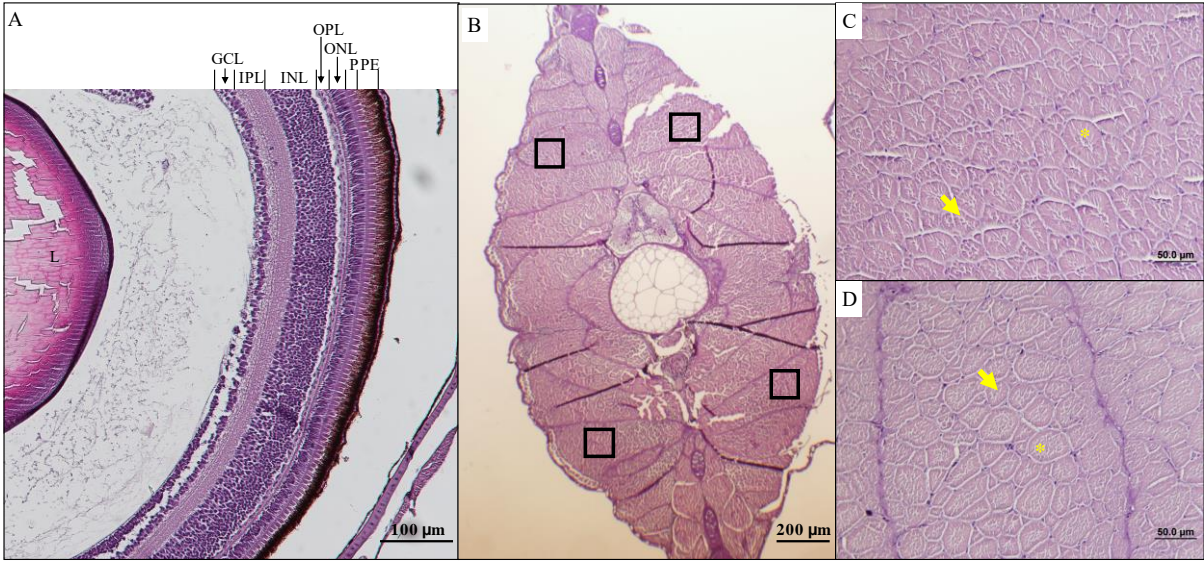 A
GCL
IPL
INL
OPL
ONL
P
PE
L
100 µm
B
200 µm
C
*
50.0 µm
D
*
50.0 µm